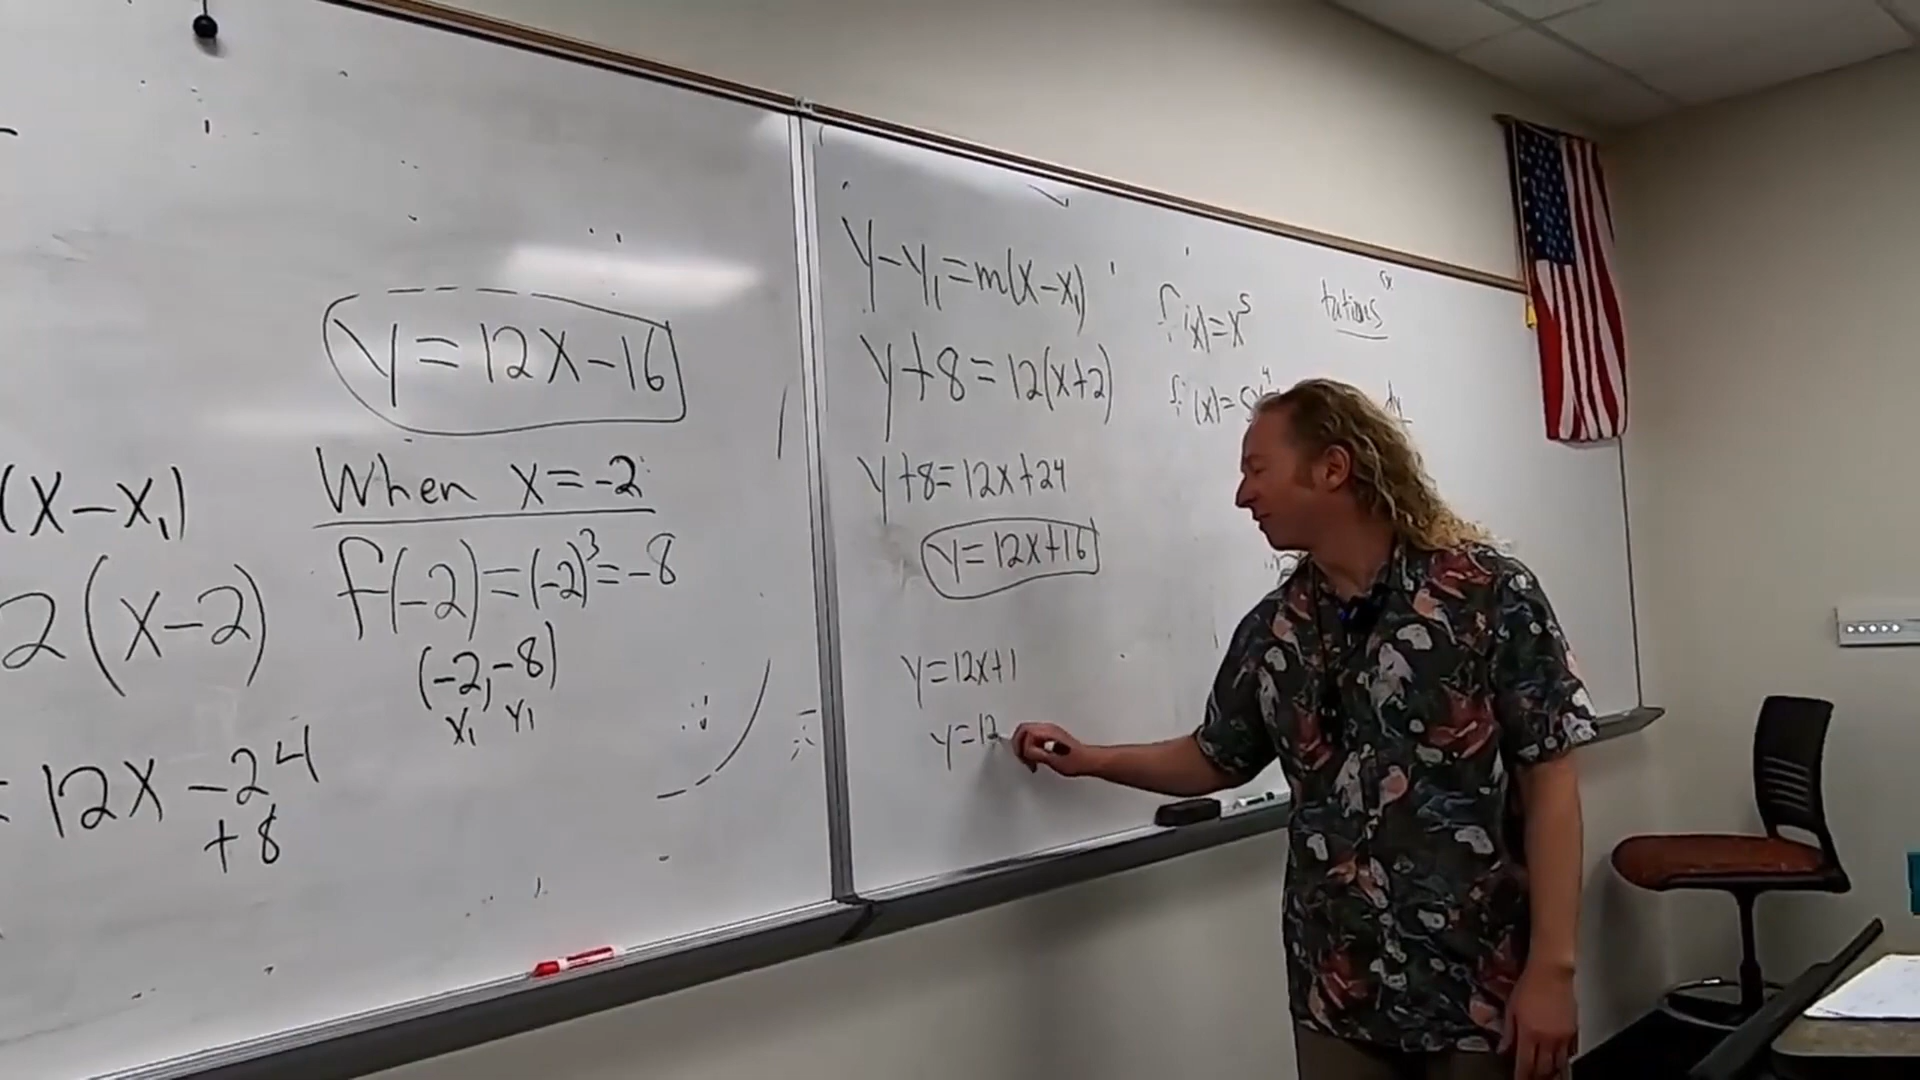 y=12x-16
(x-x₁)
2(x-2)
= 12x-24
+8
When x=-2
f(-2)=(-2)³=-8
(-2,-8)
x₁ y₁
y-y₁=m(x-x₁)
y+8=12(x+2)
y+8=12x+24
y=12x+16
y=12x+1
y=12
f(x)=x⁵